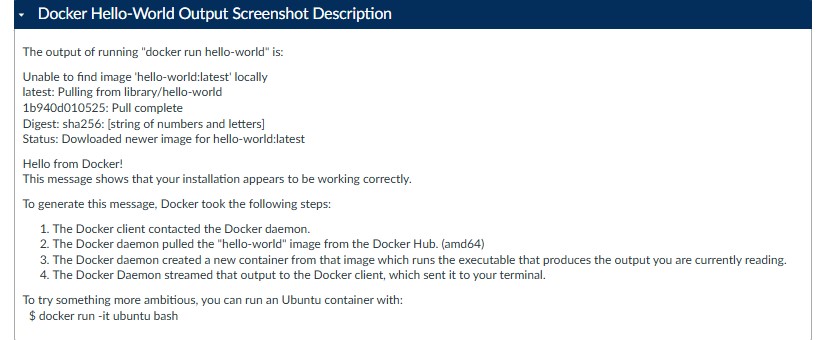 Docker Hello-World Output Screenshot Description
The output of running "docker run hello-world" is:
Unable to find image 'hello-world:latest' locally
latest: Pulling from library/hello-world
1b940d010525: Pull complete
Digest: sha256: [string of numbers and letters]
Status: Dowloaded newer image for hello-world:latest
Hello from Docker!
This message shows that your installation appears to be working correctly.
To generate this message, Docker took the following steps:
1. The Docker client contacted the Docker daemon.
2. The Docker daemon pulled the "hello-world" image from the Docker Hub. (amd64)
3. The Docker daemon created a new container from that image which runs the executable that produces the output you are currently reading.
4. The Docker Daemon streamed that output to the Docker client, which sent it to your terminal.
To try something more ambitious, you can run an Ubuntu container with:
$ docker run -it ubuntu bash